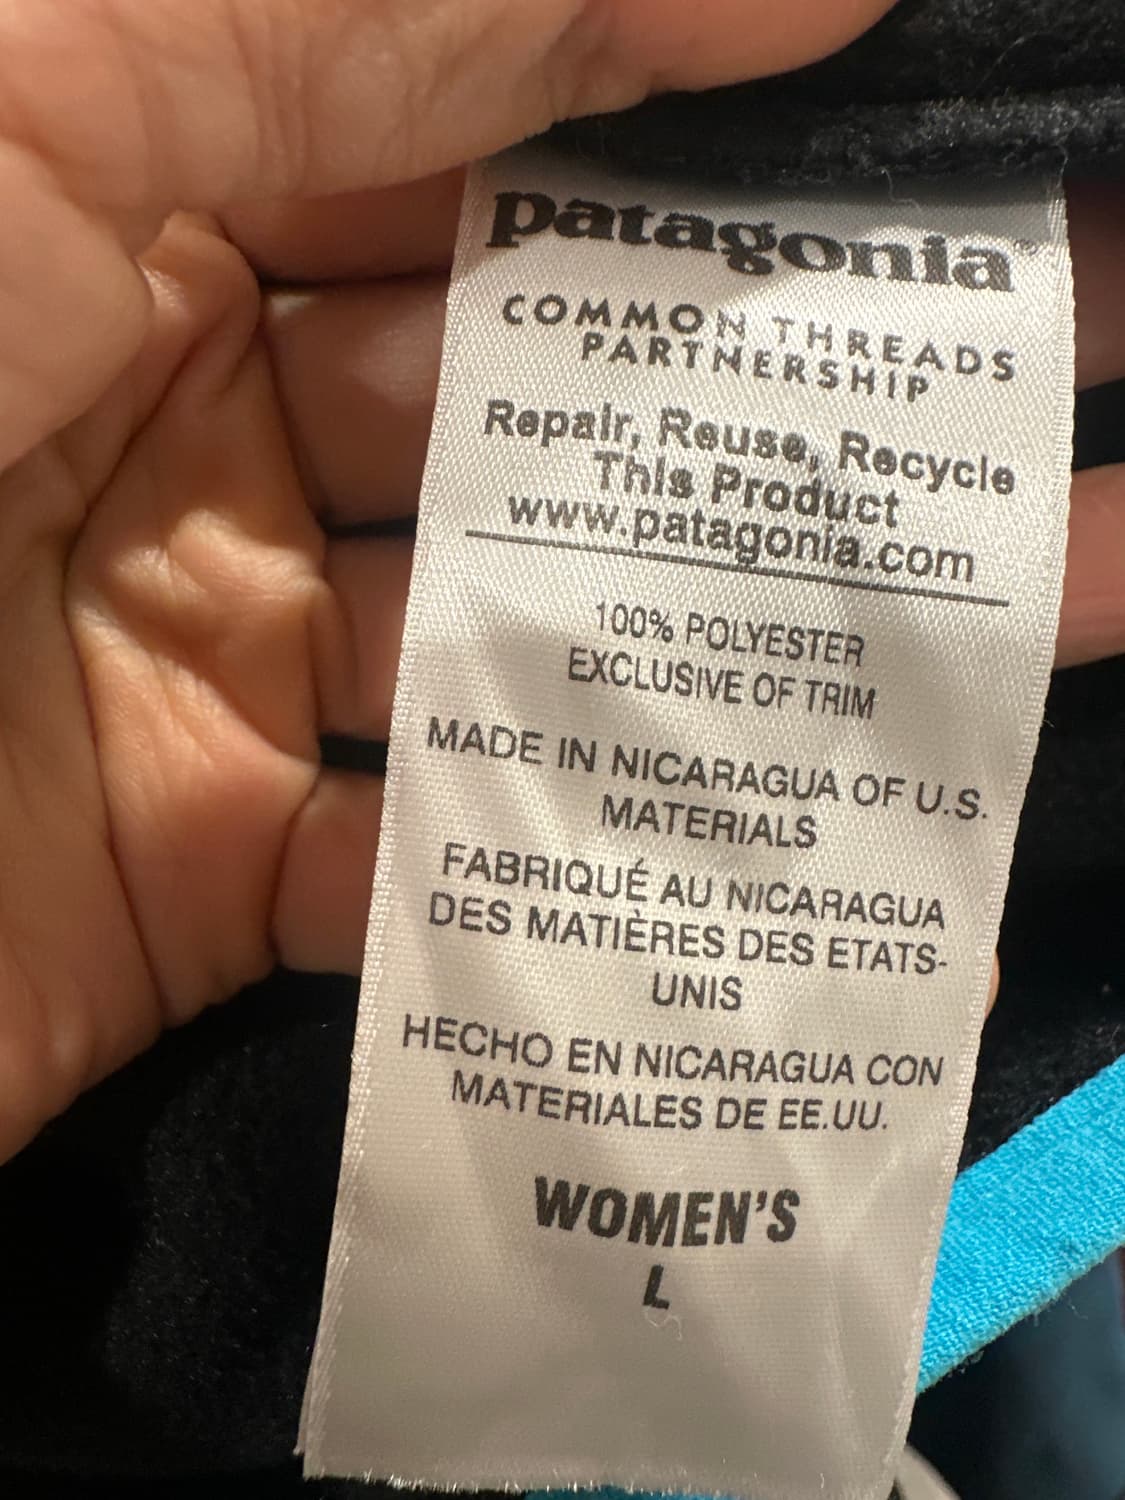 patagonia®
COMMON THREADS
PARTNERSHIP
Repair, Reuse, Recycle
This Product
www.patagonia.com
100% POLYESTER
EXCLUSIVE OF TRIM
MADE IN NICARAGUA OF U.S.
MATERIALS
FABRIQUÉ AU NICARAGUA
DES MATIÈRES DES ETATS-
UNIS
HECHO EN NICARAGUA CON
MATERIALES DE EE.UU.
WOMEN'S
L